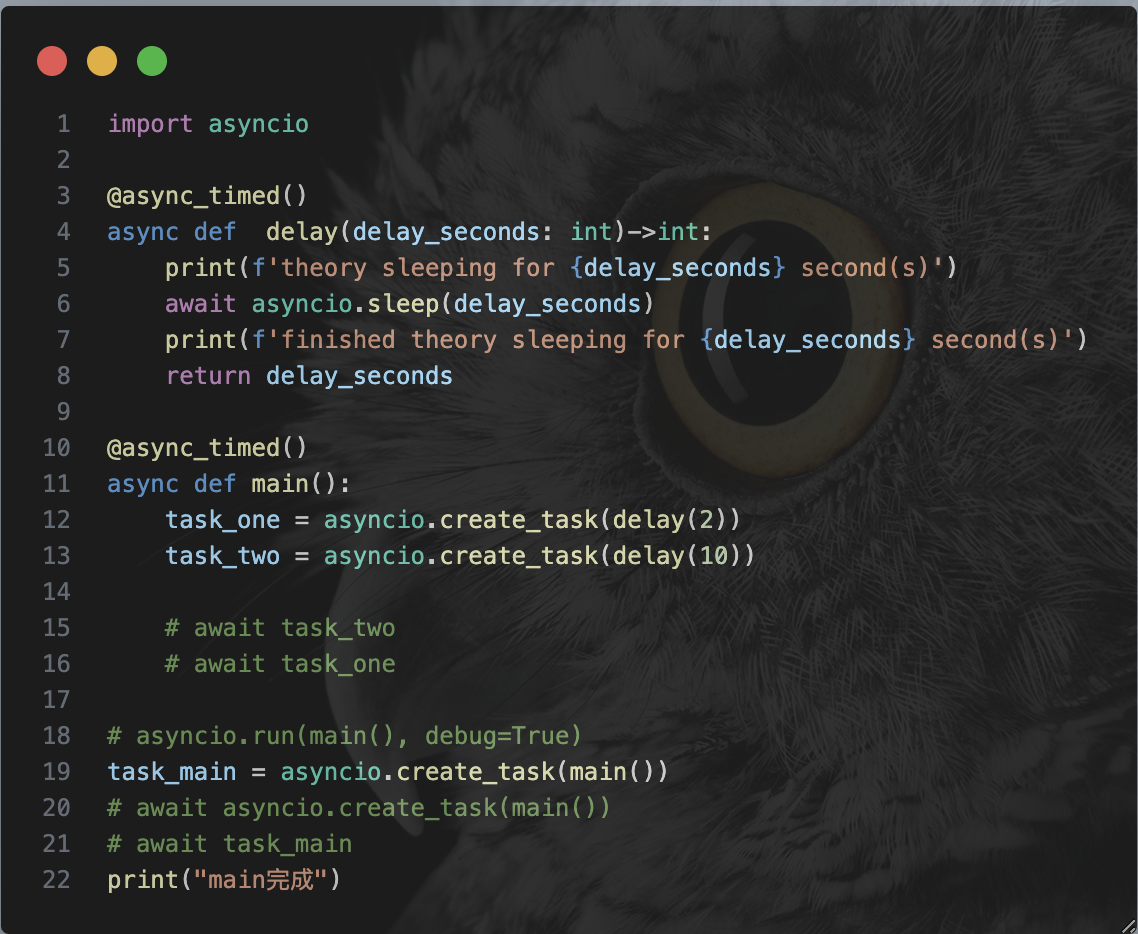 1 import asyncio
2
3 @async_timed()
4 async def  delay(delay_seconds: int)->int:
5     print(f'theory sleeping for {delay_seconds} second(s)')
6     await asyncio.sleep(delay_seconds)
7     print(f'finished theory sleeping for {delay_seconds} second(s)')
8     return delay_seconds
9
10 @async_timed()
11 async def main():
12     task_one = asyncio.create_task(delay(2))
13     task_two = asyncio.create_task(delay(10))
14
15     # await task_two
16     # await task_one
17
18 # asyncio.run(main(), debug=True)
19 task_main = asyncio.create_task(main())
20 # await asyncio.create_task(main())
21 # await task_main
22 print("main完成")